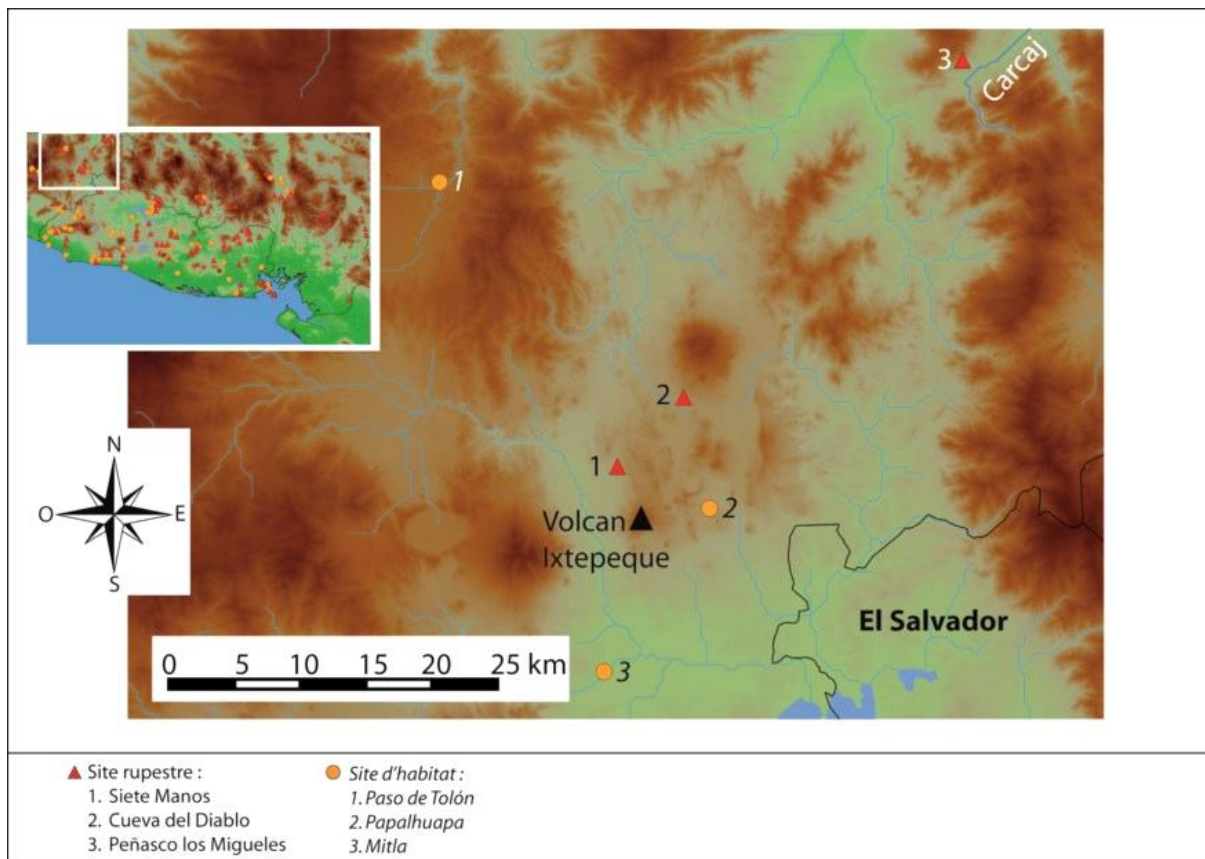 3
Carcaj
1
2
1
2
Volcan
Ixtepeque
N
O
E
S
El Salvador
0 5 10 15 20 25 km
3
Site rupestre :
1. Siete Manos
2. Cueva del Diablo
3. Peñasco los Migueles
Site d'habitat :
1. Paso de Tolón
2. Papalhuapa
3. Mitla